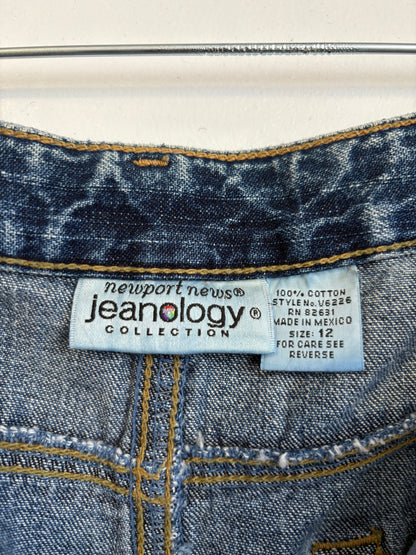 newport news®
jeanology®
COLLECTION
100% COTTON
STYLE No. V6226
RN 82631
MADE IN MEXICO
SIZE: 12
FOR CARE SEE
REVERSE